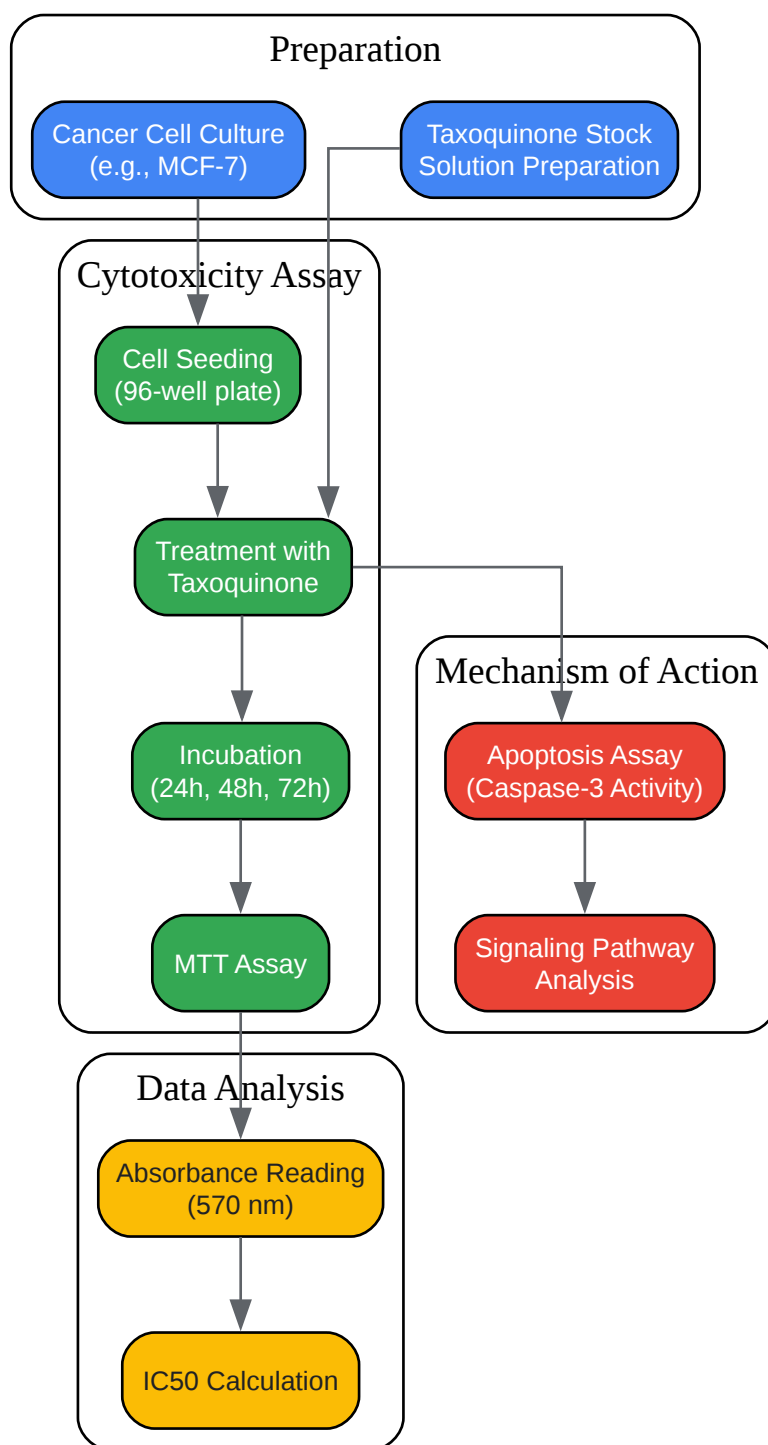 Preparation
Cancer Cell Culture
(e.g., MCF-7)
Taxoquinone Stock
Solution Preparation
Cytotoxicity Assay
Cell Seeding
(96-well plate)
Treatment with
Taxoquinone
Incubation
(24h, 48h, 72h)
MTT Assay
Mechanism of Action
Apoptosis Assay
(Caspase-3 Activity)
Signaling Pathway
Analysis
Data Analysis
Absorbance Reading
(570 nm)
IC50 Calculation